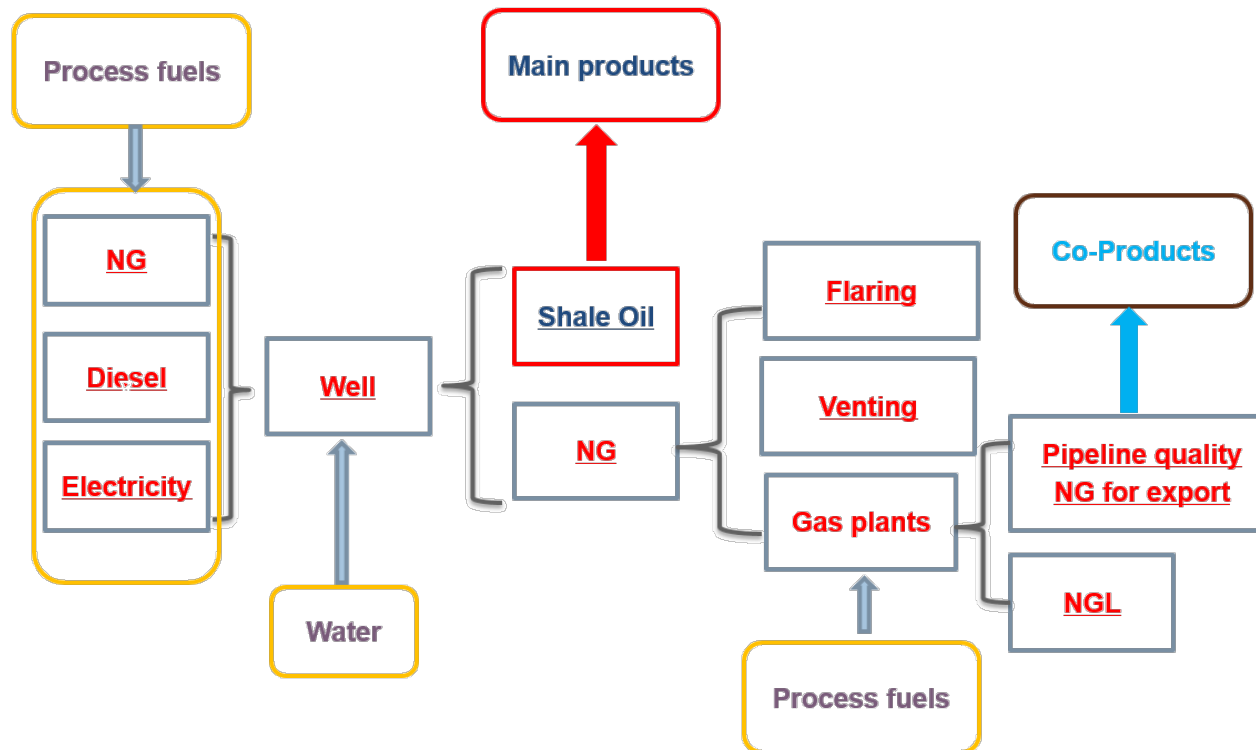 Process fuels
Main products
NG
Diesel
Electricity
Well
Water
Shale Oil
NG
Flaring
Venting
Gas plants
Process fuels
Co-Products
Pipeline quality
NG for export
NGL